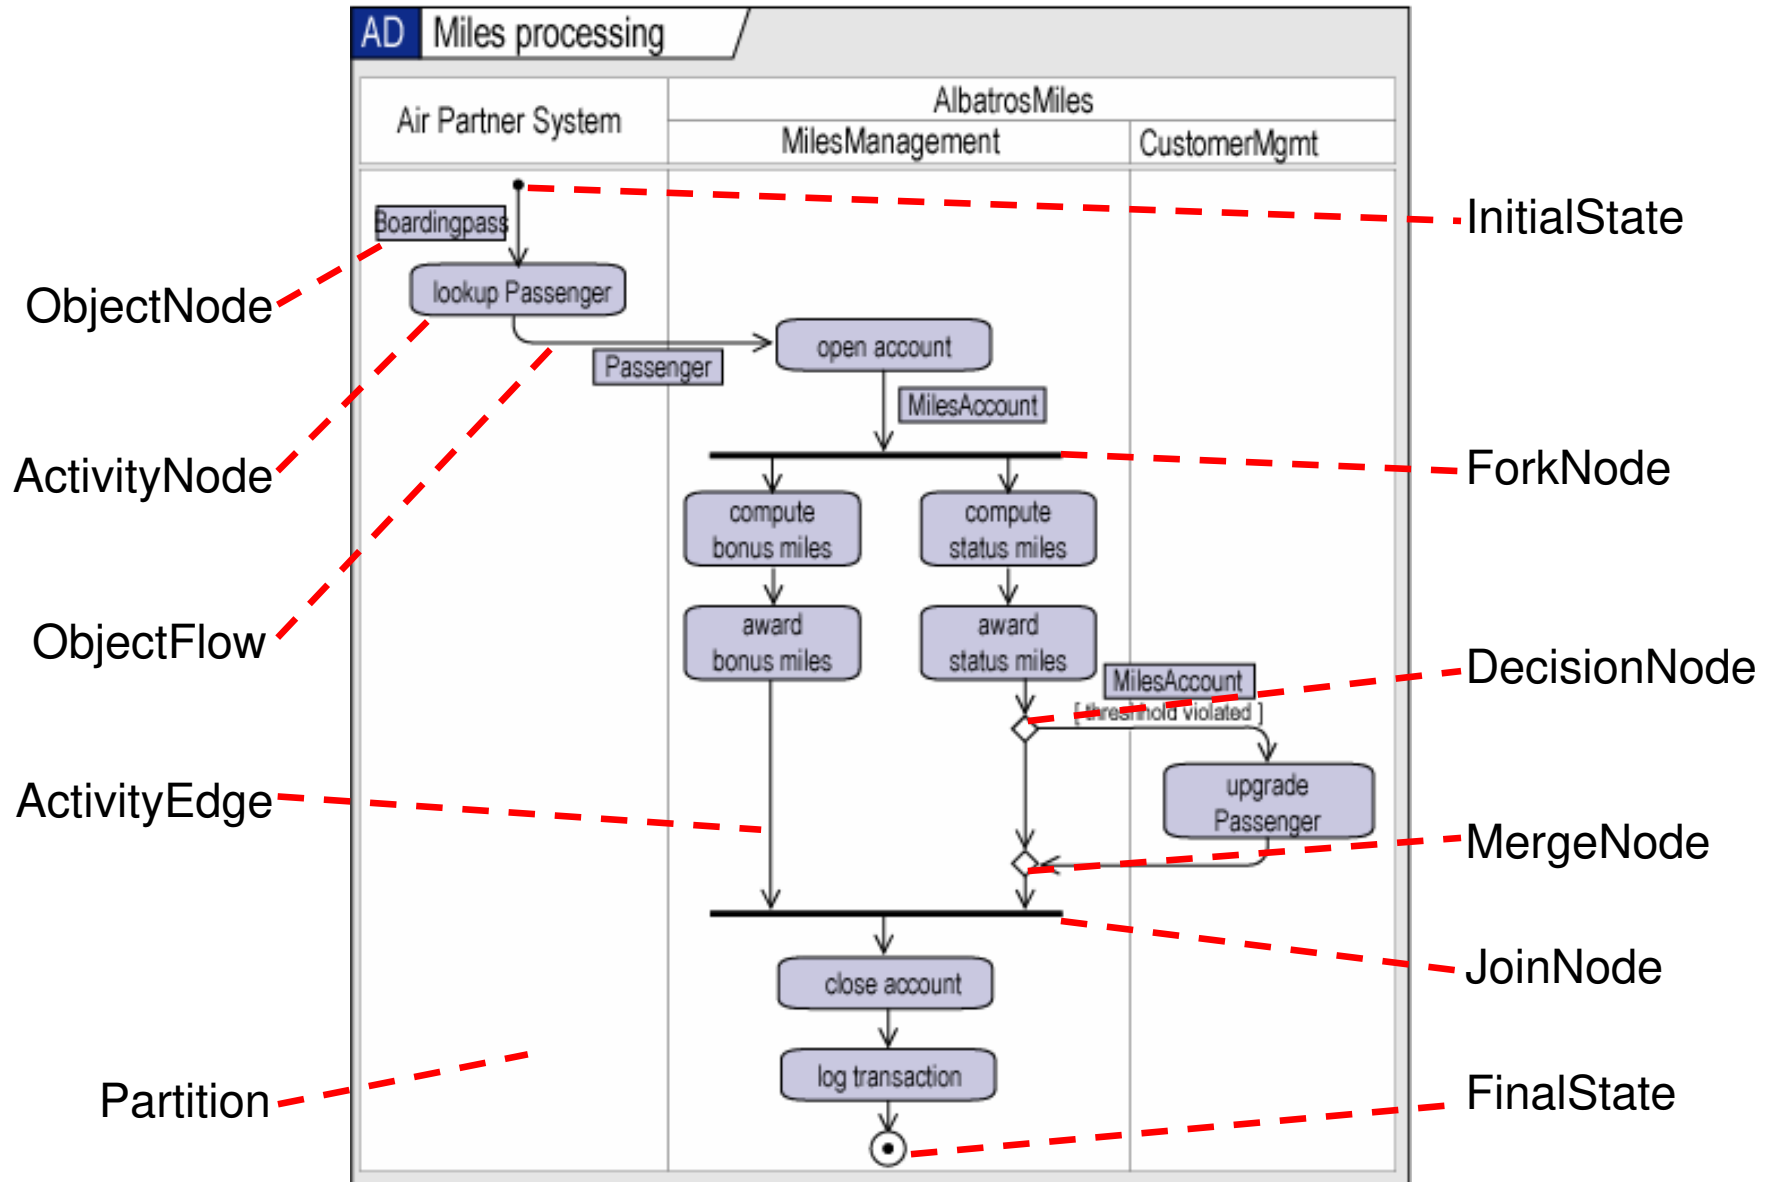 AD Miles processing
Air Partner System
AlbatrosMiles
MilesManagement
CustomerMgmt
Boardingpass
InitialState
lookup Passenger
ObjectNode
open account
Passenger
MilesAccount
ActivityNode
ForkNode
compute
bonus miles
compute
status miles
ObjectFlow
award
bonus miles
award
status miles
MilesAccount
DecisionNode
[ threshhold violated ]
ActivityEdge
upgrade
Passenger
MergeNode
JoinNode
close account
log transaction
Partition
FinalState